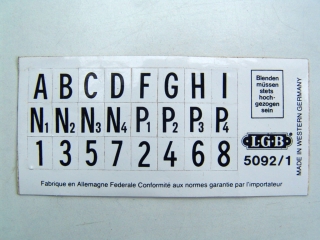 A B C D F G H I
N1 N2 N3 N4 P1 P2 P3 P4
1 3 5 7 2 4 6 8
Fabrique en Allemagne Federale Conformité aux normes garantie par l'importateur
Blenden
müssen
stets
hoch-
gezogen
sein
LGB
5092/1
MADE IN WESTERN GERMANY